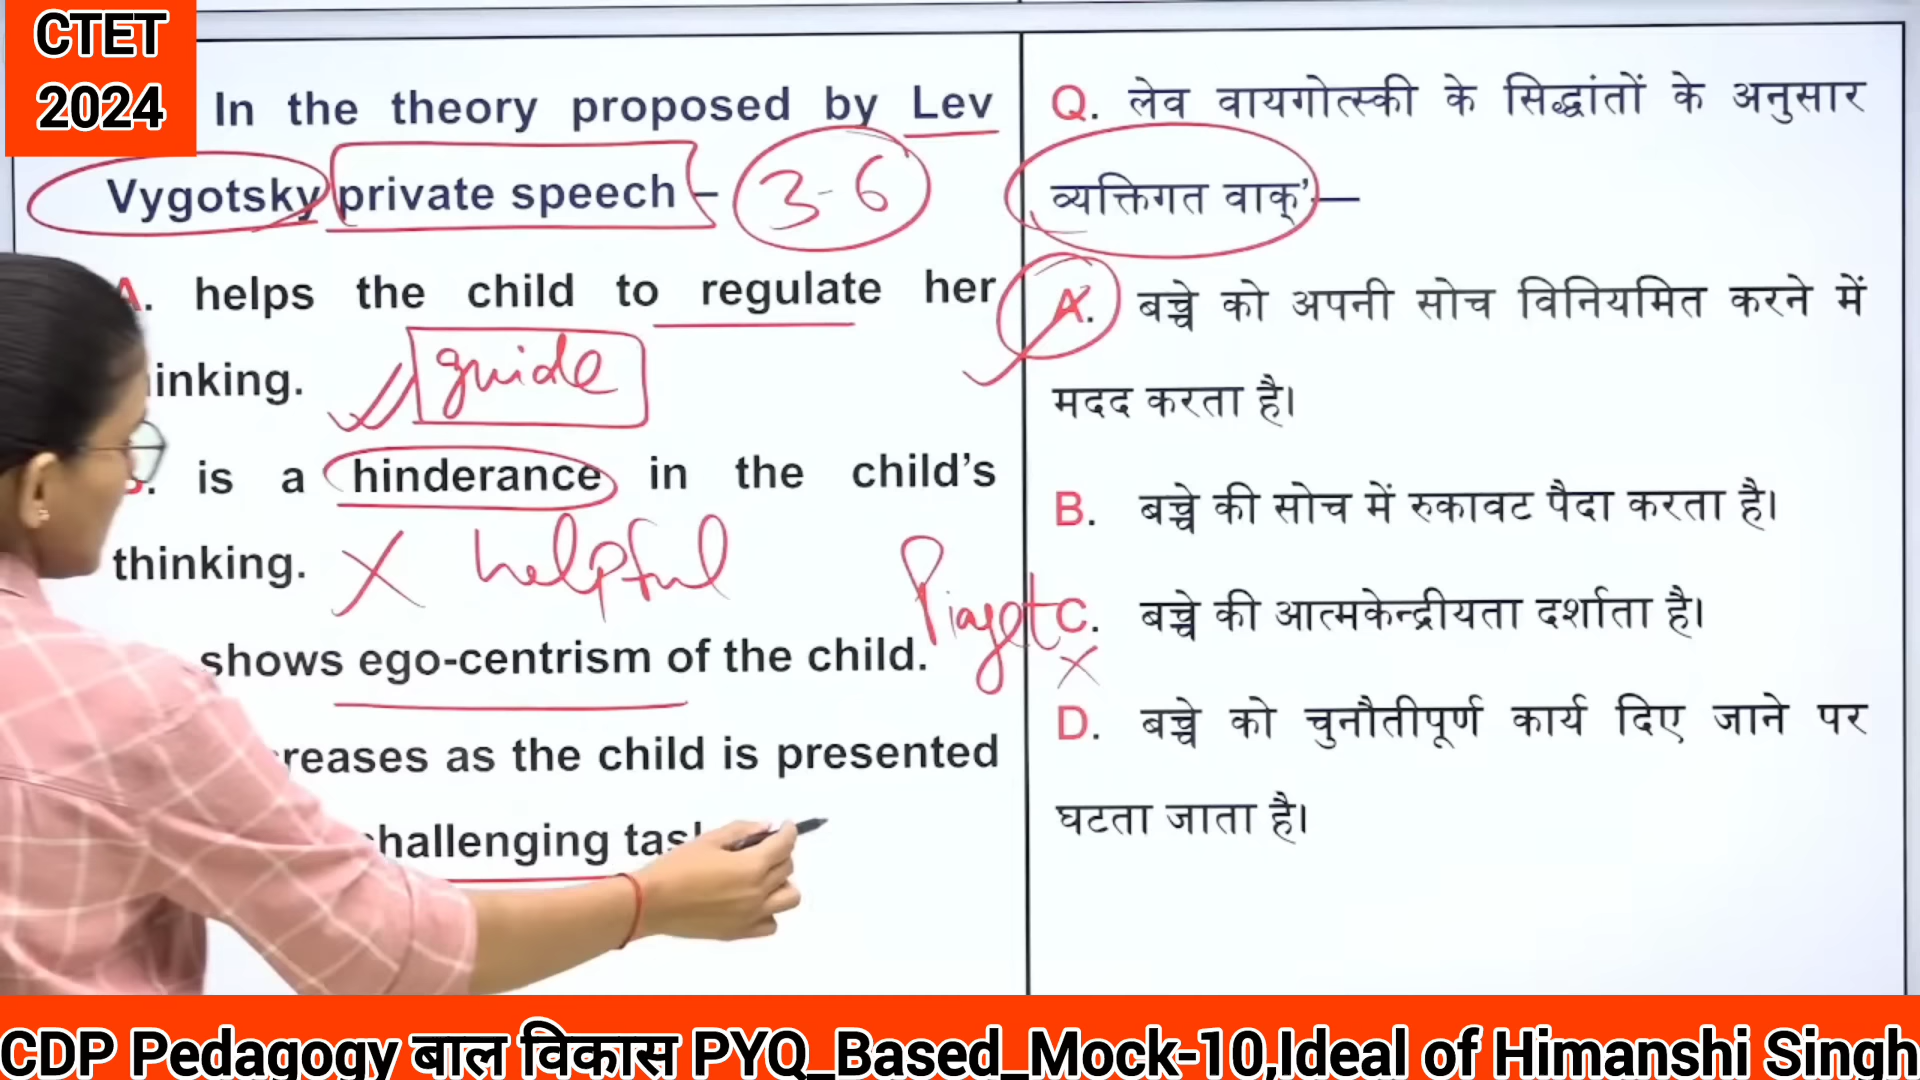 CTET
2024
In the theory proposed by Lev
Vygotsky private speech – 3-6
A. helps the child to regulate her
inking. guide
is a hinderance in the child's
thinking. helpful
shows ego-centrism of the child. Piaget
reases as the child is presented
hallenging
Q. लेव वायगोत्स्की के सिद्धांतों के अनुसार
व्यक्तिगत वाक्’—
A. बच्चे को अपनी सोच विनियमित करने में
मदद करता है।
B. बच्चे की सोच में रुकावट पैदा करता है।
C. बच्चे की आत्मकेन्द्रीयता दर्शाता है।
D. बच्चे को चुनौतीपूर्ण कार्य दिए जाने पर
घटता जाता है।
CDP Pedagogy बाल विकास PYQ_Based_Mock-10,Ideal of Himanshi Singh